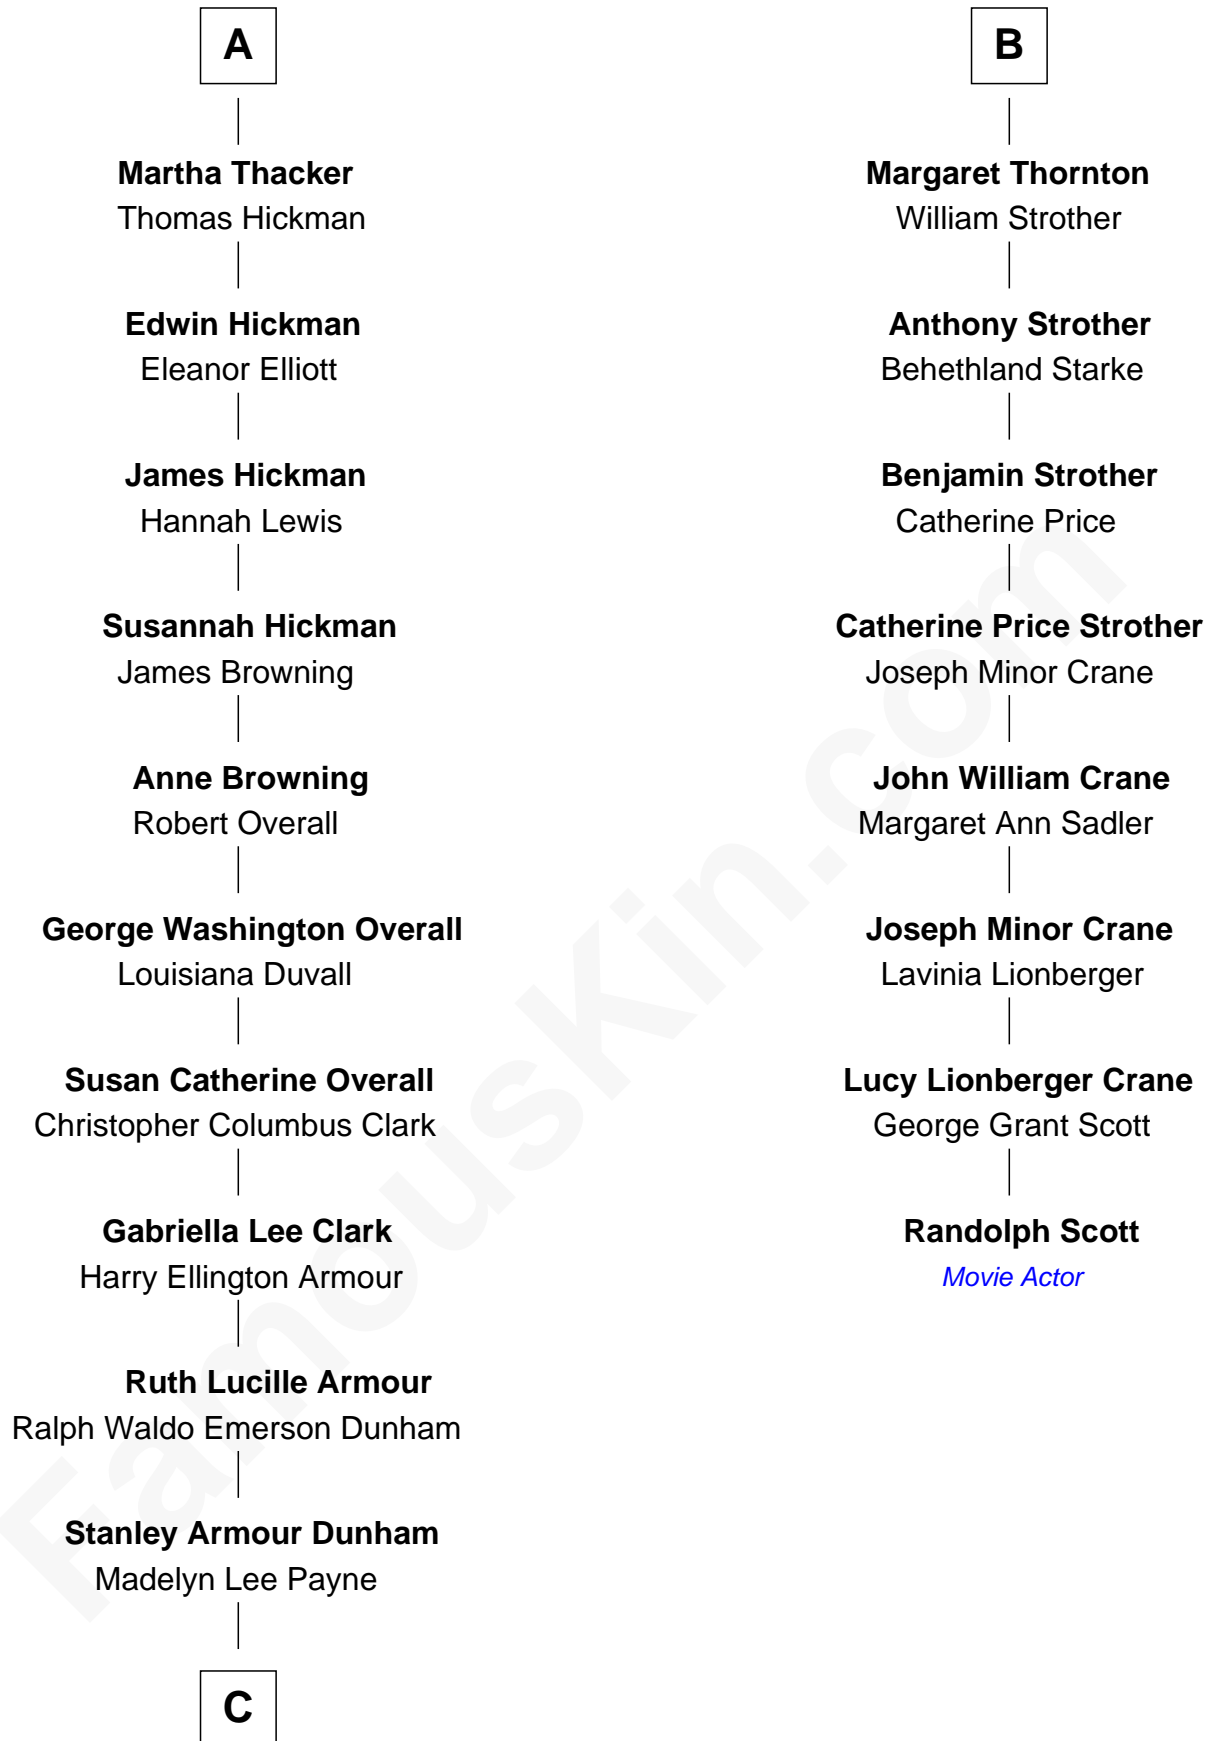 A
Martha Thacker
Thomas Hickman
Edwin Hickman
Eleanor Elliott
James Hickman
Hannah Lewis
Susannah Hickman
James Browning
Anne Browning
Robert Overall
George Washington Overall
Louisiana Duvall
Susan Catherine Overall
Christopher Columbus Clark
Gabriella Lee Clark
Harry Ellington Armour
Ruth Lucille Armour
Ralph Waldo Emerson Dunham
Stanley Armour Dunham
Madelyn Lee Payne
C
B
Margaret Thornton
William Strother
Anthony Strother
Behethland Starke
Benjamin Strother
Catherine Price
Catherine Price Strother
Joseph Minor Crane
John William Crane
Margaret Ann Sadler
Joseph Minor Crane
Lavinia Lionberger
Lucy Lionberger Crane
George Grant Scott
Randolph Scott
Movie Actor
FamousKin.com